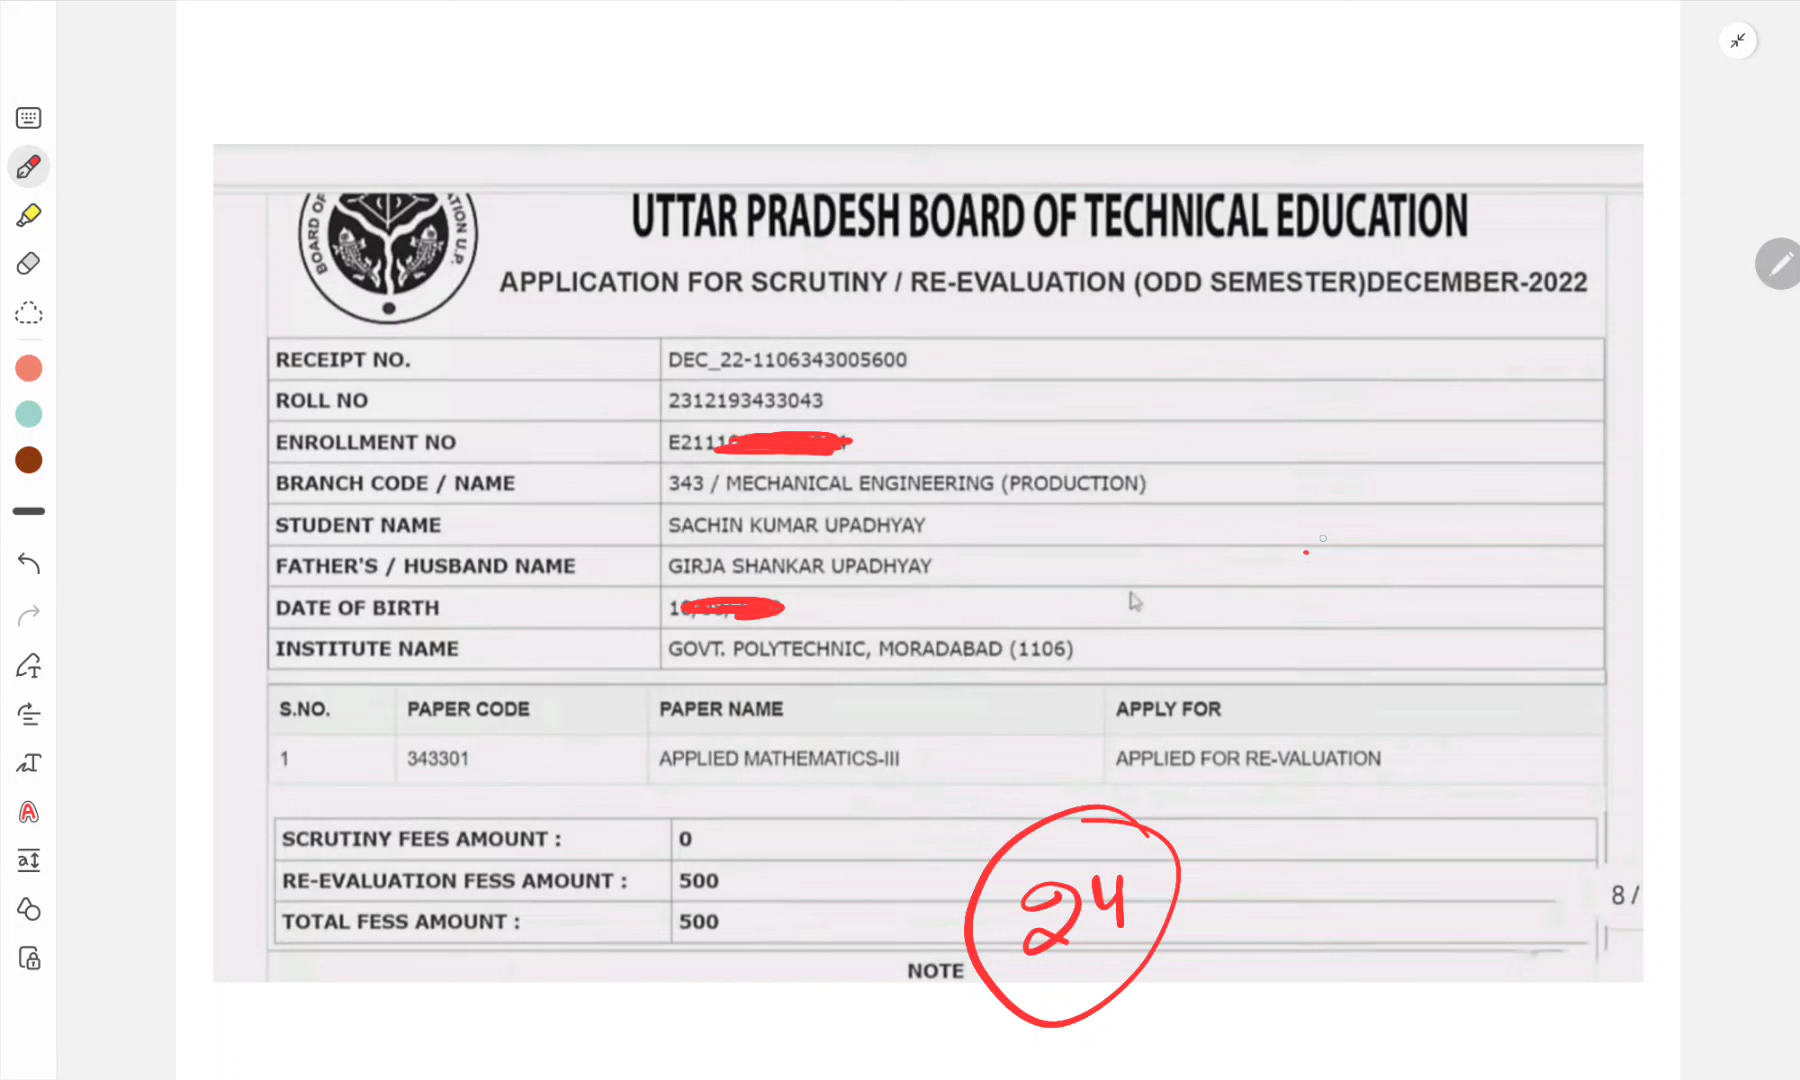 BOARD OF
ATION U.P.
UTTAR PRADESH BOARD OF TECHNICAL EDUCATION
APPLICATION FOR SCRUTINY / RE-EVALUATION (ODD SEMESTER)DECEMBER-2022
RECEIPT NO. DEC_22-1106343005600
ROLL NO 2312193433043
ENROLLMENT NO E2111
BRANCH CODE / NAME 343 / MECHANICAL ENGINEERING (PRODUCTION)
STUDENT NAME SACHIN KUMAR UPADHYAY
FATHER'S / HUSBAND NAME GIRJA SHANKAR UPADHYAY
DATE OF BIRTH
INSTITUTE NAME GOVT. POLYTECHNIC, MORADABAD (1106)
S.NO. PAPER CODE PAPER NAME APPLY FOR
1 343301 APPLIED MATHEMATICS-III APPLIED FOR RE-VALUATION
SCRUTINY FEES AMOUNT : 0
RE-EVALUATION FESS AMOUNT : 500
TOTAL FESS AMOUNT : 500
24
8 /
NOTE